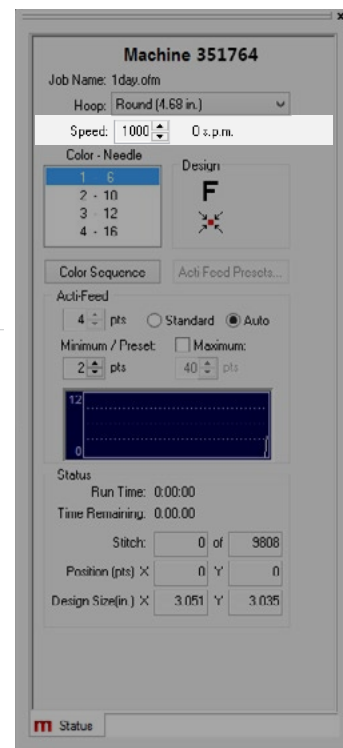 Machine 351764
Job Name: 1day.ofm
Hoop: Round (4.68 in.)
Speed: 1000 0 s.p.m.
Color - Needle
Design
1 - 6
2 - 10
3 - 12
4 - 16
F
Color Sequence Acti Feed Presets...
Acti-Feed
4 pts Standard Auto
Minimum / Preset: Maximum:
2 pts 40 pts
12
0
Status
Run Time: 0:00:00
Time Remaining: 0:00:00
Stitch: 0 of 9808
Position (pts) X 0 Y 0
Design Size(in.) X 3.051 Y 3.035
m Status